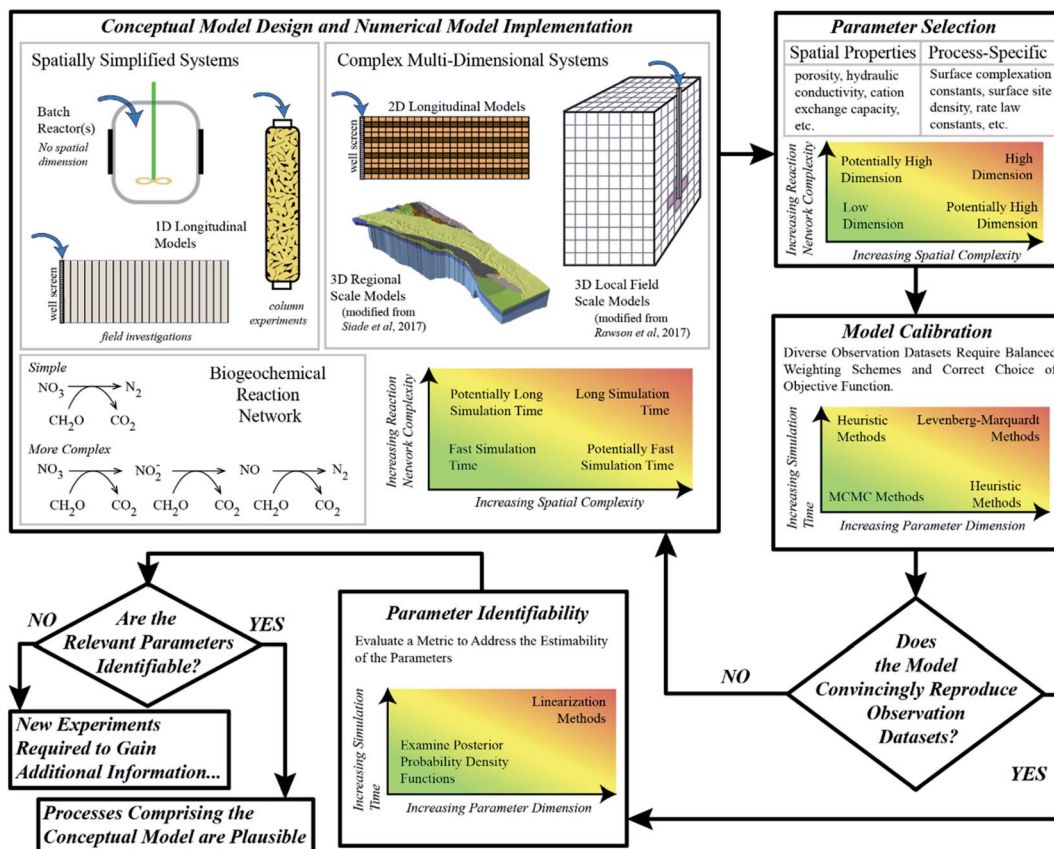 Conceptual Model Design and Numerical Model Implementation
Spatially Simplified Systems
Batch
Reactor(s)
No spatial
dimension
1D Longitudinal
Models
well screen
field investigations
column
experiments
Complex Multi-Dimensional Systems
2D Longitudinal Models
well screen
3D Regional
Scale Models
(modified from
Siade et al, 2017)
3D Local Field
Scale Models
(modified from
Rawson et al, 2017)
Simple
NO3 N2
CH2O CO2
Biogeochemical
Reaction
Network
More Complex
NO3 NO2- NO N2
CH2O CO2 CH2O CO2 CH2O CO2
Increasing Reaction
Network Complexity
Potentially Long
Simulation Time
Long Simulation
Time
Fast Simulation
Time
Potentially Fast
Simulation Time
Increasing Spatial Complexity
Parameter Selection
Spatial Properties
Process-Specific
porosity, hydraulic
conductivity, cation
exchange capacity,
etc.
Surface complexation
constants, surface site
density, rate law
constants, etc.
Increasing Reaction
Network Complexity
Potentially High
Dimension
High
Dimension
Low
Dimension
Potentially High
Dimension
Increasing Spatial Complexity
Model Calibration
Diverse Observation Datasets Require Balanced
Weighting Schemes and Correct Choice of
Objective Function.
Increasing Simulation
Time
Heuristic
Methods
Levenberg-Marquardt
Methods
MCMC Methods
Heuristic
Methods
Increasing Parameter Dimension
Does
the Model
Convincingly Reproduce
Observation
Datasets?
NO
YES
Parameter Identifiability
Evaluate a Metric to Address the Estimability
of the Parameters
Increasing Simulation
Time
Linearization
Methods
Examine Posterior
Probability Density
Functions
Increasing Parameter Dimension
Are the
Relevant Parameters
Identifiable?
NO
YES
New Experiments
Required to Gain
Additional Information...
Processes Comprising the
Conceptual Model are Plausible